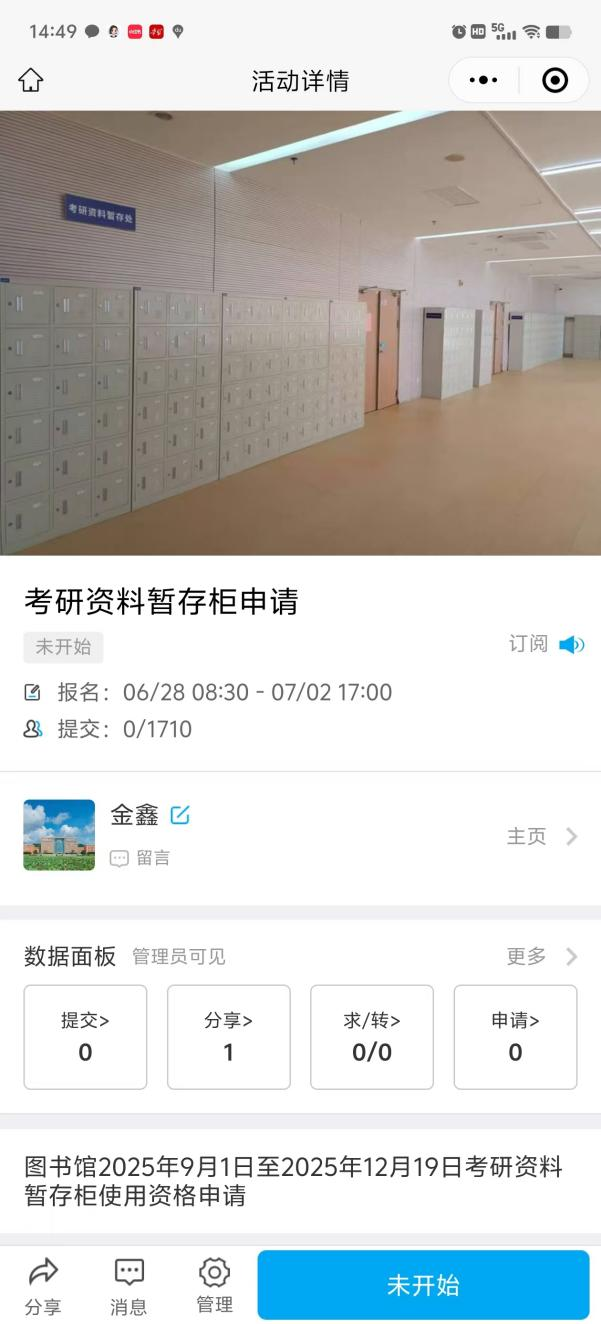 14:49
HD 5G
活动详情
考研资料暂存处
考研资料暂存柜申请
未开始
订阅
报名：06/28 08:30 - 07/02 17:00
提交：0/1710
金鑫
留言
主页
数据面板 管理员可见 更多
提交> 分享> 求/转> 申请>
0 1 0/0 0
图书馆2025年9月1日至2025年12月19日考研资料
暂存柜使用资格申请
分享 消息 管理 未开始